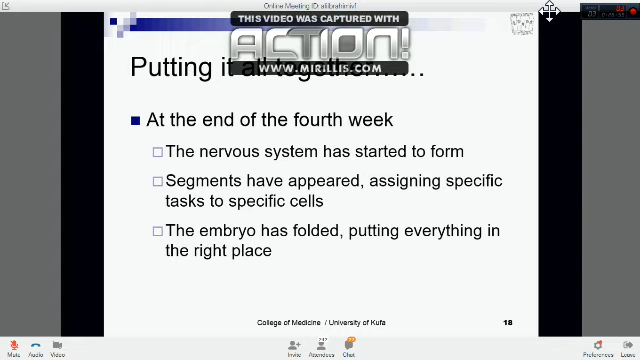 Online Meeting (ID: aliibrahimiv)
THIS VIDEO WAS CAPTURED WITH
ACTION!
WWW.MIRILLIS.COM
Putting it all together……
At the end of the fourth week
The nervous system has started to form
Segments have appeared, assigning specific
tasks to specific cells
The embryo has folded, putting everything in
the right place
College of Medicine / University of Kufa
18
Mute
Audio
Video
Invite
Attendees
Chat
Preferences
Leave